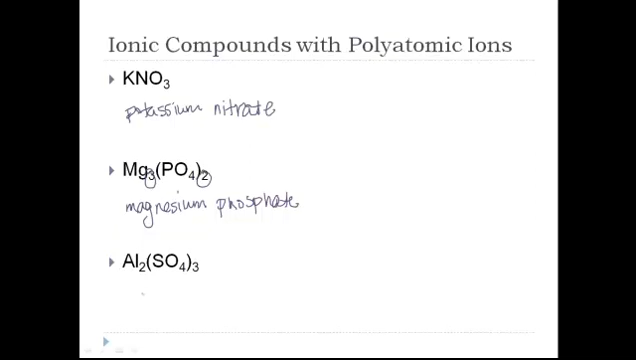 Ionic Compounds with Polyatomic Ions
KNO₃
potassium nitrate
Mg₃(PO₄)₂
magnesium phosphate
Al₂(SO₄)₃